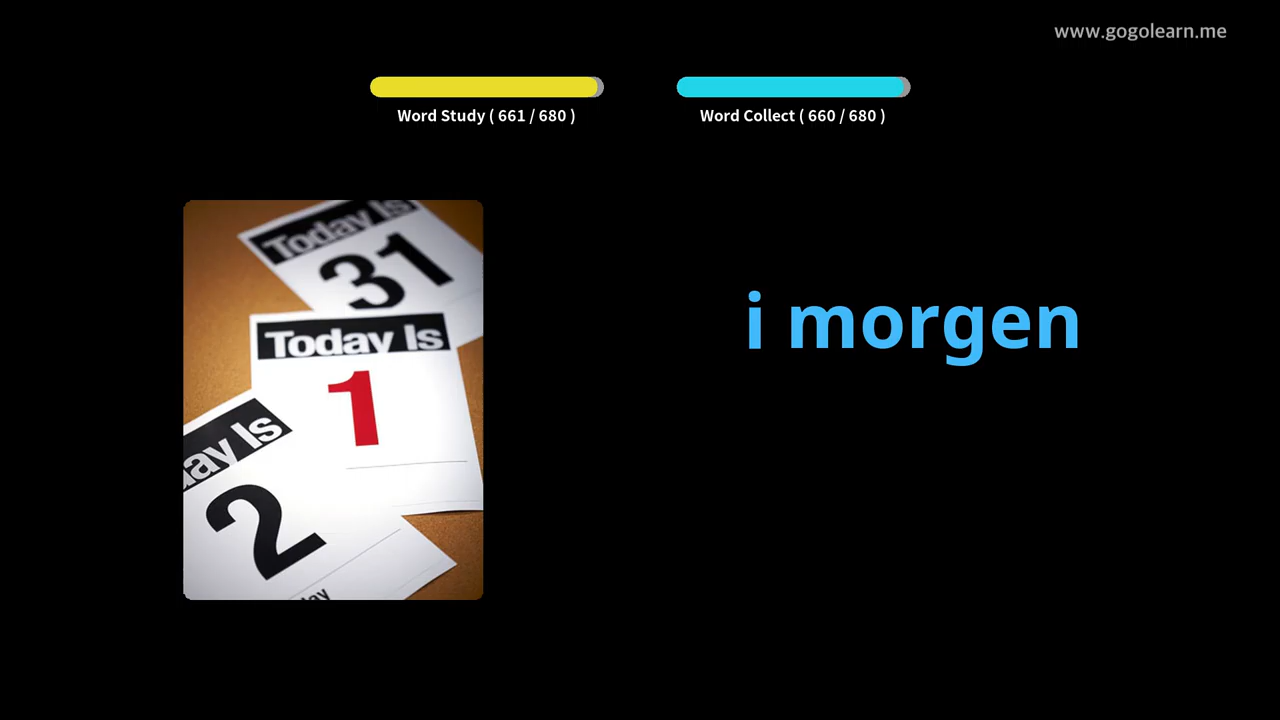 www.gogolearn.me
Word Study ( 661 / 680 )
Word Collect ( 660 / 680 )
Today Is
31
Today Is
1
ay Is
2
ay
i morgen